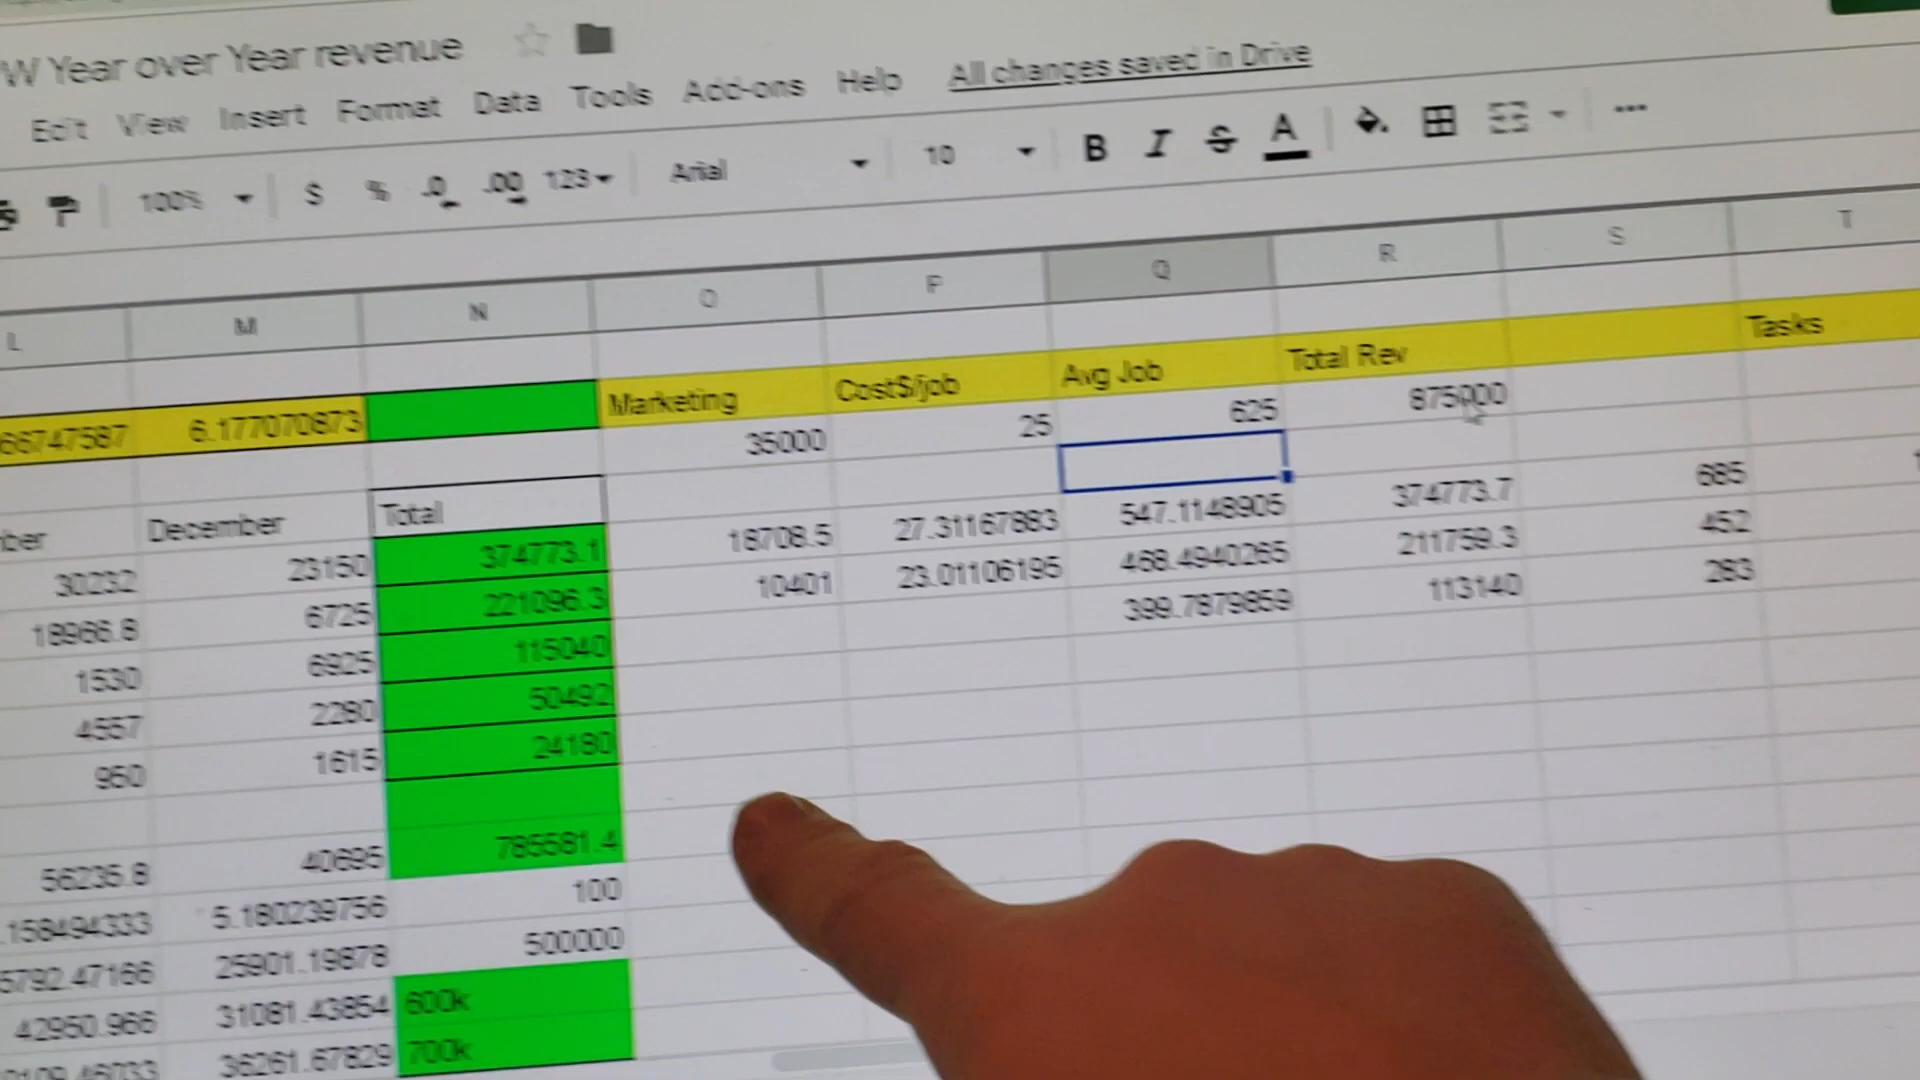 W Year over Year revenue
Edit View Insert Format Data Tools Add-ons Help All changes saved in Drive
100% $ % .0 .00 123 Arial 10 B I S A
L M N O P Q R S T
66747587 6.177070873 Marketing Cost$/job Avg Job Total Rev Tasks
35000 25 625 875000
ber December Total
30232 23150 374773.1 18708.5 27.31167883 547.1148905 374773.7 685
18966.8 6725 221096.3 10401 23.01106195 468.4940265 211759.3 452
1530 6925 115040 399.7879859 113140 283
4557 2280 50492
950 1615 24180
56235.8 40695 785581.4
.158494333 5.180239756 100
5792.47166 25901.19878 500000
42950.966 31081.43854 600k
36261.67829 700k